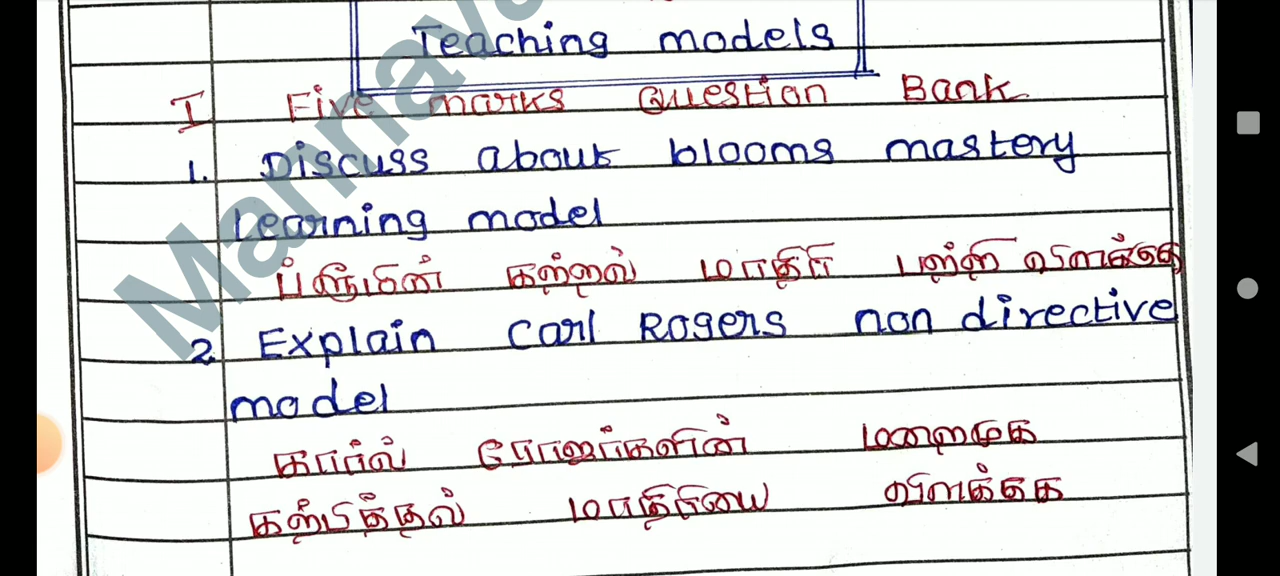 Teaching models
I Five marks Question Bank
1. Discuss about blooms mastery
learning model
ப்ளூமின் கற்றல் மாதிரி பற்றி விளக்குக
2 Explain Carl Rogers non directive
model
கார்ல் ரோஜர்களின் மறைமுக
கற்பித்தல் மாதிரியை விளக்குக